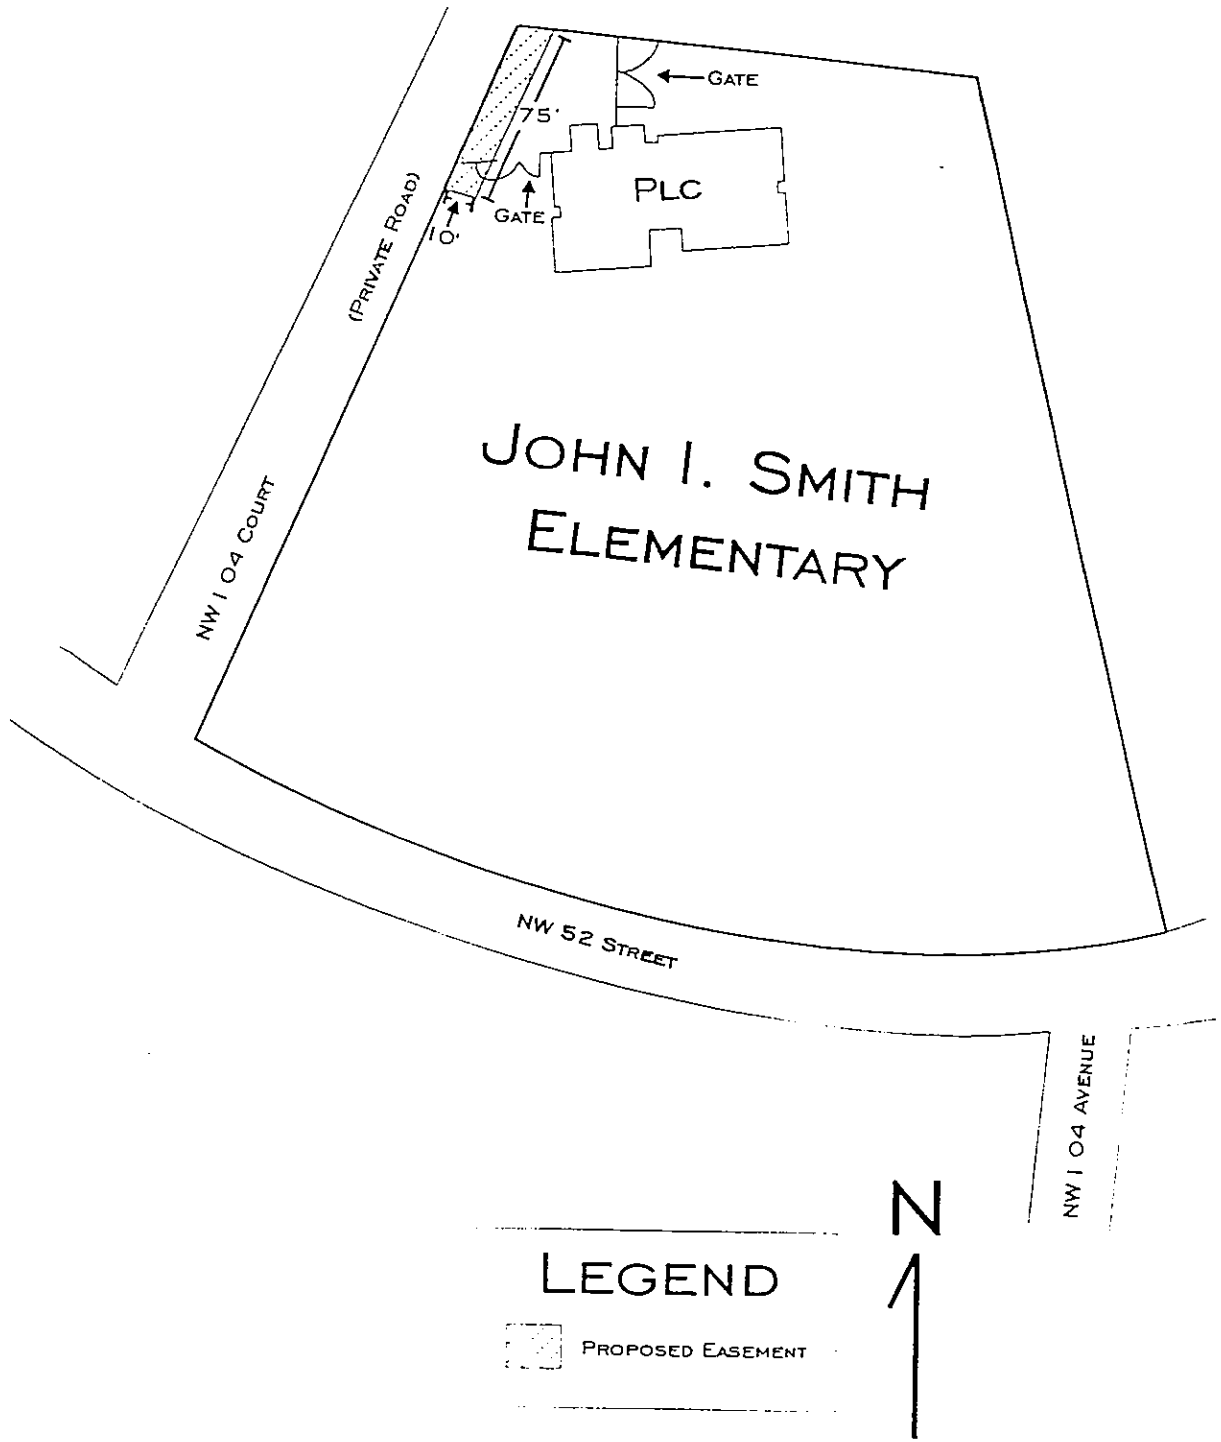 GATE
75'
PLC
GATE
10'
(PRIVATE ROAD)
JOHN I. SMITH
ELEMENTARY
NW 104 COURT
NW 52 STREET
NW 104 AVENUE
N
LEGEND
PROPOSED EASEMENT